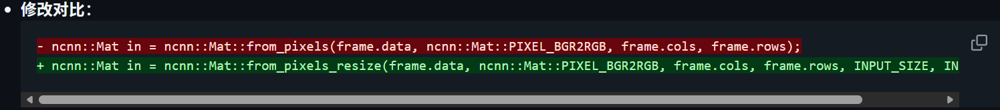 修改对比：
- ncnn::Mat in = ncnn::Mat::from_pixels(frame.data, ncnn::Mat::PIXEL_BGR2RGB, frame.cols, frame.rows);
+ ncnn::Mat in = ncnn::Mat::from_pixels_resize(frame.data, ncnn::Mat::PIXEL_BGR2RGB, frame.cols, frame.rows, INPUT_SIZE, IN